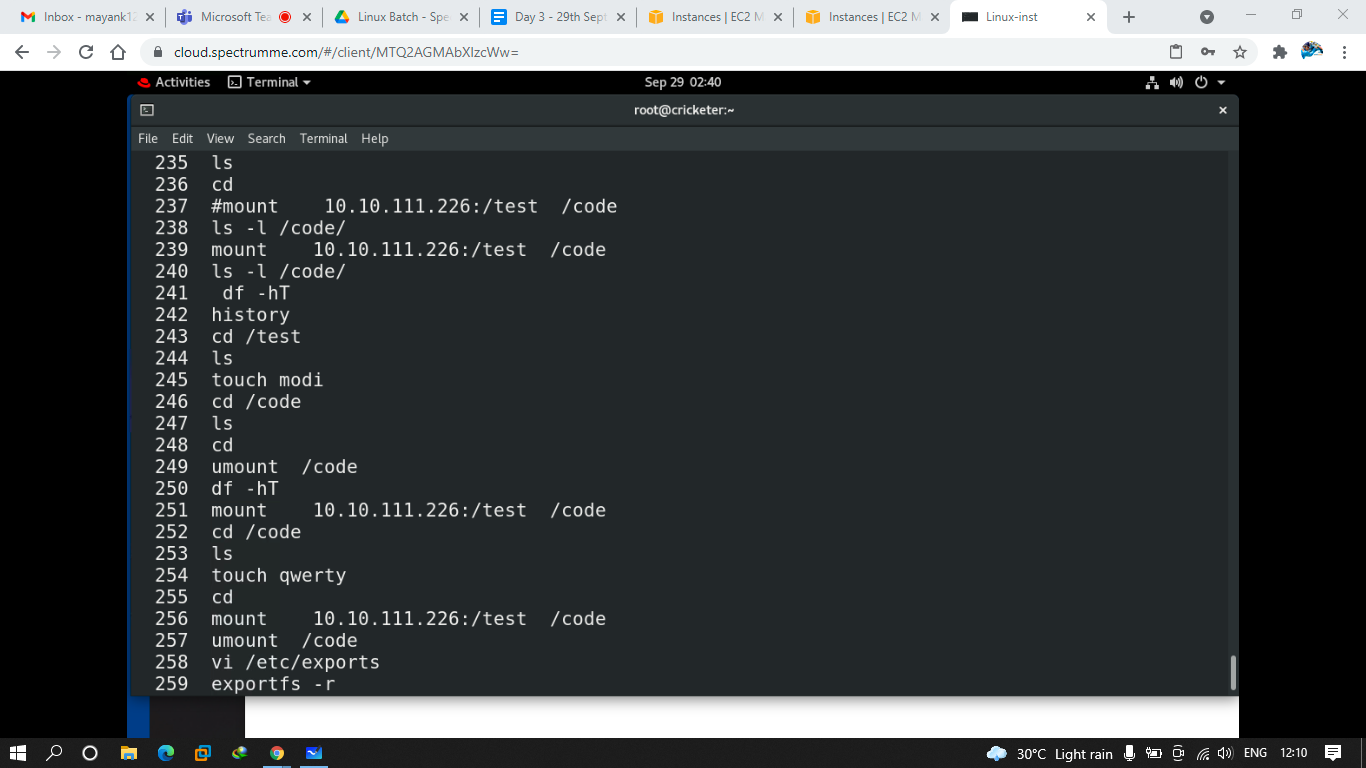 Inbox - mayank12
Microsoft Tea
Linux Batch - Spe
Day 3 - 29th Sept
Instances | EC2 M
Instances | EC2 M
Linux-inst
cloud.spectrumme.com/#/client/MTQ2AGMAbXlzcWw=
Activities Terminal Sep 29 02:40
root@cricketer:~
File Edit View Search Terminal Help
235 ls
236 cd
237 #mount 10.10.111.226:/test /code
238 ls -l /code/
239 mount 10.10.111.226:/test /code
240 ls -l /code/
241 df -hT
242 history
243 cd /test
244 ls
245 touch modi
246 cd /code
247 ls
248 cd
249 umount /code
250 df -hT
251 mount 10.10.111.226:/test /code
252 cd /code
253 ls
254 touch qwerty
255 cd
256 mount 10.10.111.226:/test /code
257 umount /code
258 vi /etc/exports
259 exportfs -r
30°C Light rain ENG 12:10